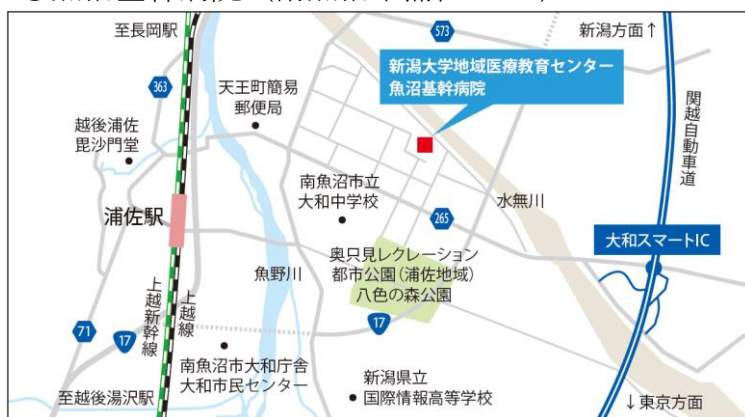 至長岡駅
573
新潟方面↑
新潟大学地域医療教育センター
魚沼基幹病院
363
天王町簡易
郵便局
関越自動車道
越後浦佐
毘沙門堂
南魚沼市立
大和中学校
水無川
265
浦佐駅
大和スマートIC
奥只見レクレーション
都市公園(浦佐地域)
八色の森公園
魚野川
上越新幹線
上越線
71
17
17
南魚沼市大和庁舎
大和市民センター
新潟県立
国際情報高等学校
至越後湯沢駅
↓東京方面